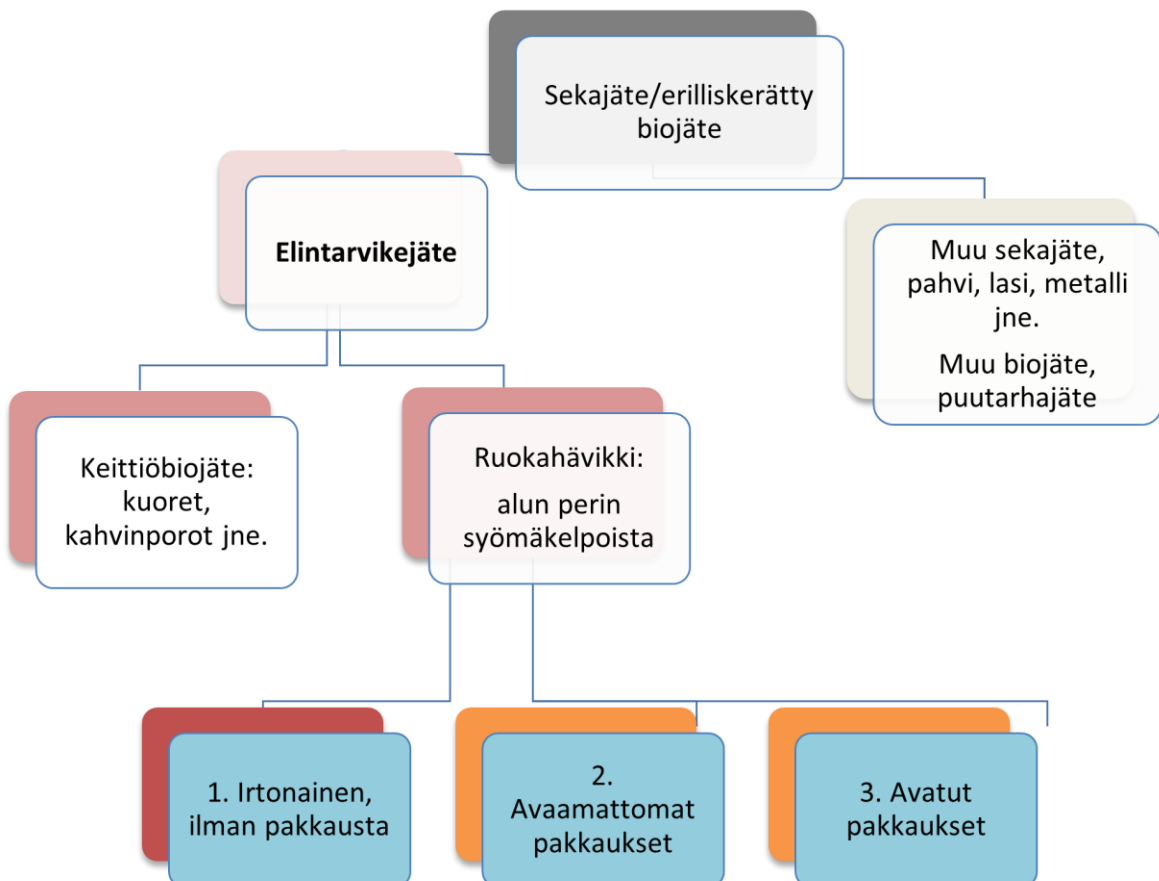 Sekajäte/erilliskerätty
biojäte
Elintarvikejäte
Muu sekajäte,
pahvi, lasi, metalli
jne.
Muu biojäte,
puutarhajäte
Keittiöbiojäte:
kuoret,
kahvinporot jne.
Ruokahävikki:
alun perin
syömäkelpoista
1. Irtonainen,
ilman pakkausta
2.
Avaamattomat
pakkaukset
3. Avatut
pakkaukset